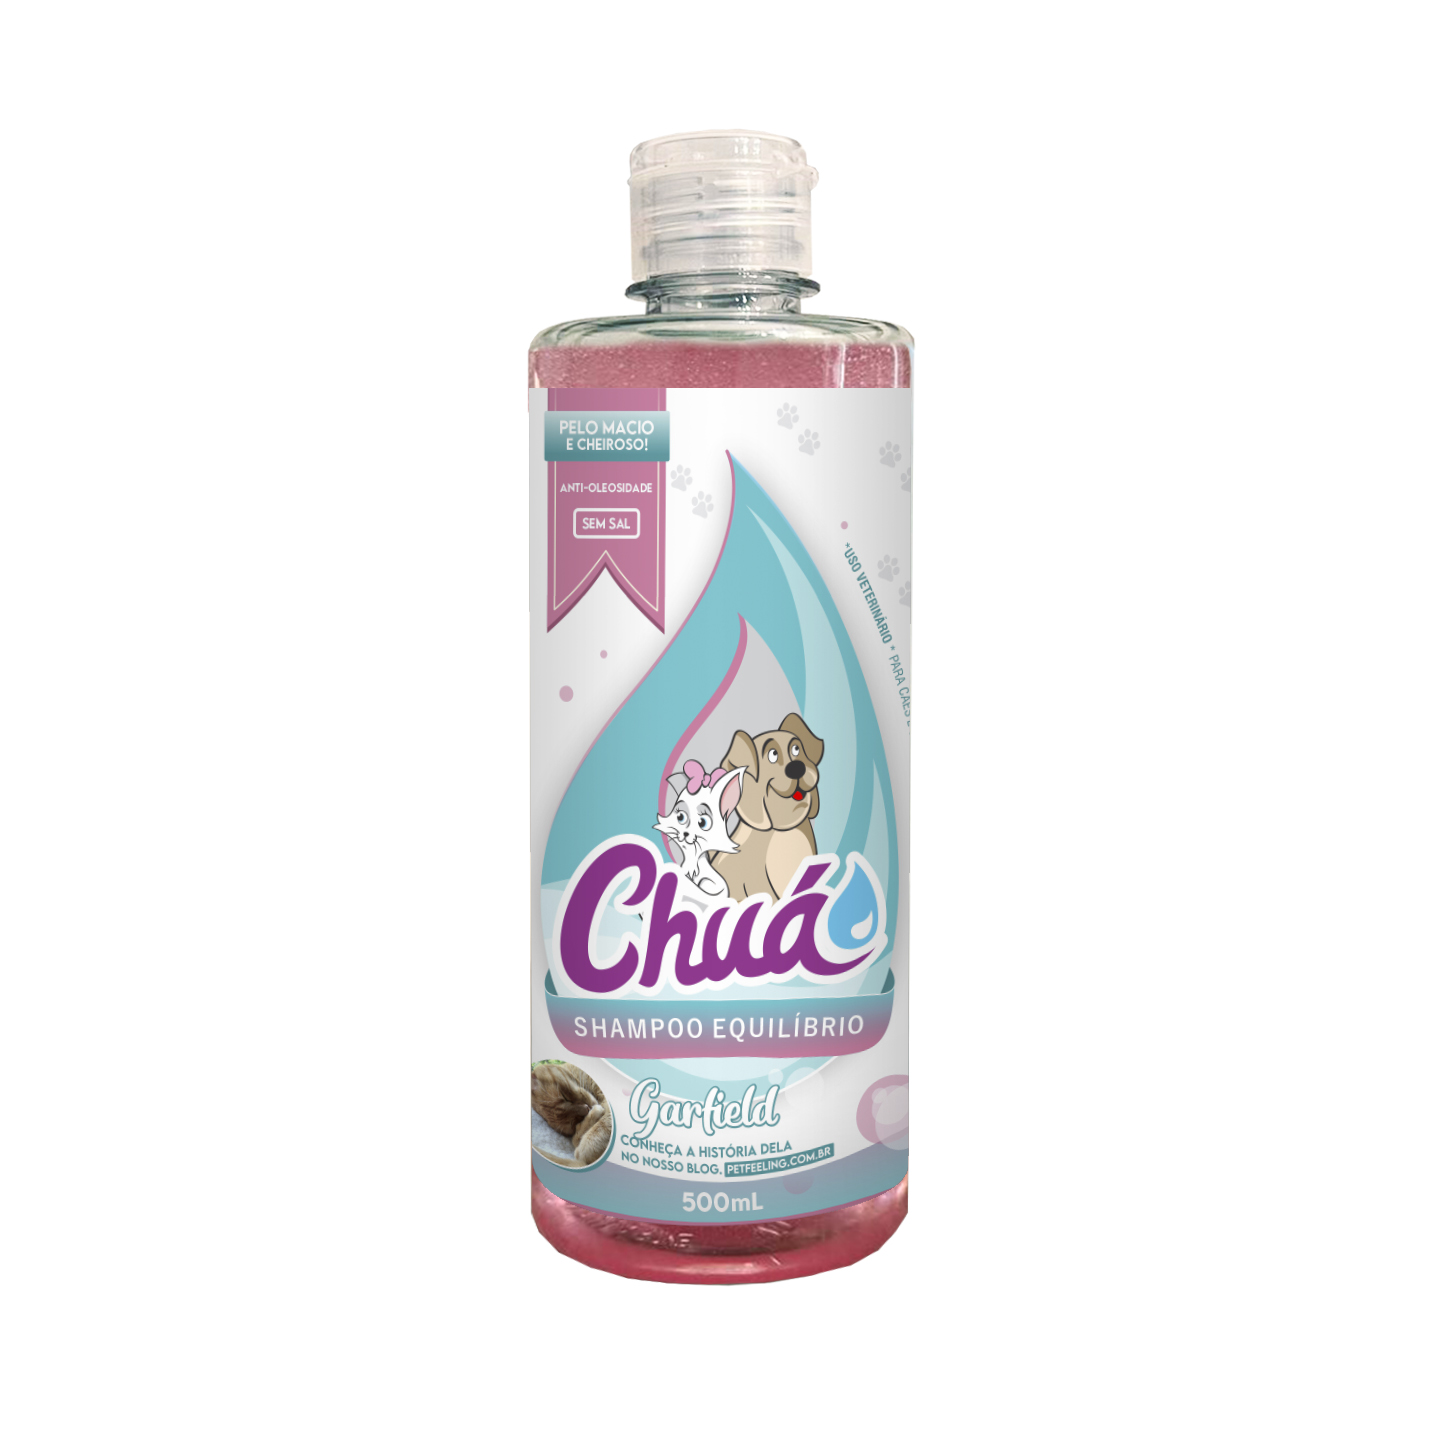 PELO MACIO
E CHEIROSO!
ANTI-OLEOSIDADE
SEM SAL
*USO VETERINÁRIO * PARA CÃES E
Chuá
SHAMPOO EQUILÍBRIO
Garfield
CONHEÇA A HISTÓRIA DELA
NO NOSSO BLOG. PETFEELING.COM.BR
500mL